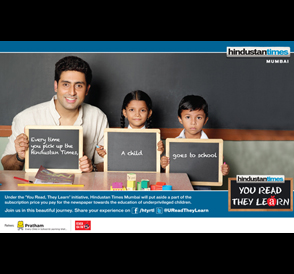 hindustantimes
MUMBAI
Every time
you pick up the
Hindustan Times,
A child
goes to school
Under the "You Read, They Learn" initiative, Hindustan Times Mumbai will put aside a part of the
subscription price you pay for the newspaper towards the education of underprivileged children.
Join us in this beautiful journey. Share your experience on
#UReadTheyLearn
hindustantimes
YOU READ
THEY LEARN
Pratham